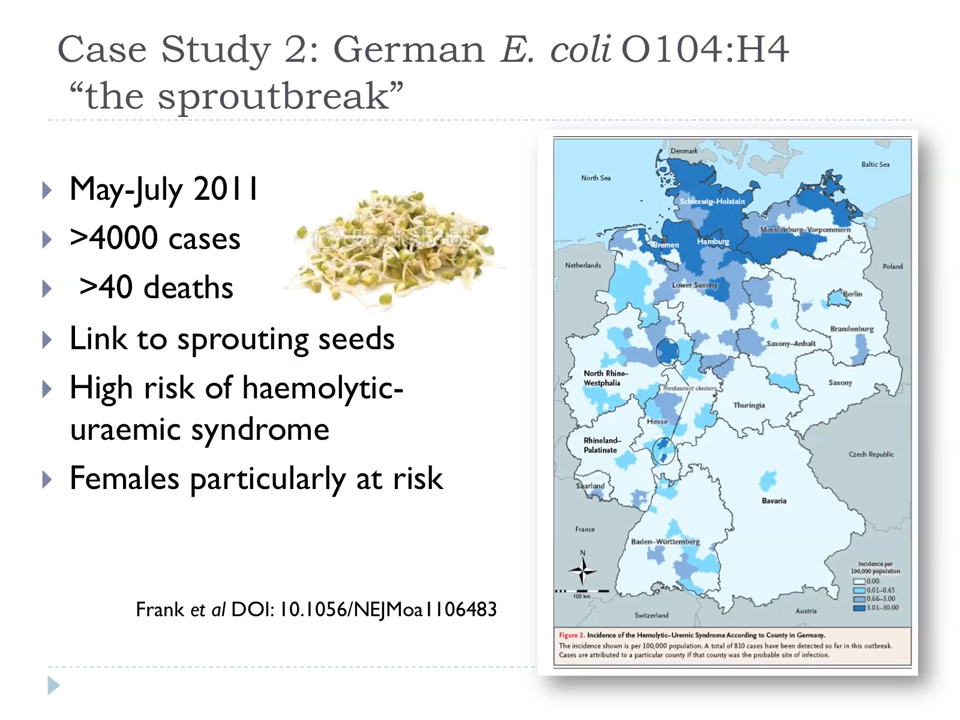 Case Study 2: German E. coli O104:H4
“the sproutbreak”
May-July 2011
>4000 cases
>40 deaths
Link to sprouting seeds
High risk of haemolytic-
uraemic syndrome
Females particularly at risk
Frank et al DOI: 10.1056/NEJMoa1106483
Denmark
North Sea
Baltic Sea
Schleswig–Holstein
Mecklenburg–Vorpommern
Bremen
Hamburg
Netherlands
Poland
Lower Saxony
Berlin
Brandenburg
Saxony–Anhalt
North Rhine–
Westphalia
Saxony
Restaurant clusters
Thuringia
Hesse
Rhineland–
Palatinate
Czech Republic
Saarland
Bavaria
France
Baden–Württemberg
N
100 km
Switzerland
Austria
Incidence per
100,000 population
0.00
0.01–0.65
0.66–3.00
3.01–30.00
Figure 2. Incidence of the Hemolytic–Uremic Syndrome According to County in Germany.
The incidence shown is per 100,000 population. A total of 810 cases have been detected so far in this outbreak.
Cases are attributed to a particular county if that county was the probable site of infection.